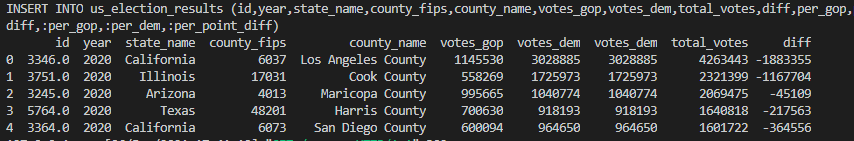 INSERT INTO us_election_results (id,year,state_name,county_fips,county_name,votes_gop,votes_dem,total_votes,diff,per_gop,
diff,:per_gop,:per_dem,:per_point_diff)
id year state_name county_fips county_name votes_gop votes_dem votes_dem total_votes diff
0 3346.0 2020 California 6037 Los Angeles County 1145530 3028885 3028885 4263443 -1883355
1 3751.0 2020 Illinois 17031 Cook County 558269 1725973 1725973 2321399 -1167704
2 3245.0 2020 Arizona 4013 Maricopa County 995665 1040774 1040774 2069475 -45109
3 5764.0 2020 Texas 48201 Harris County 700630 918193 918193 1640818 -217563
4 3364.0 2020 California 6073 San Diego County 600094 964650 964650 1601722 -364556